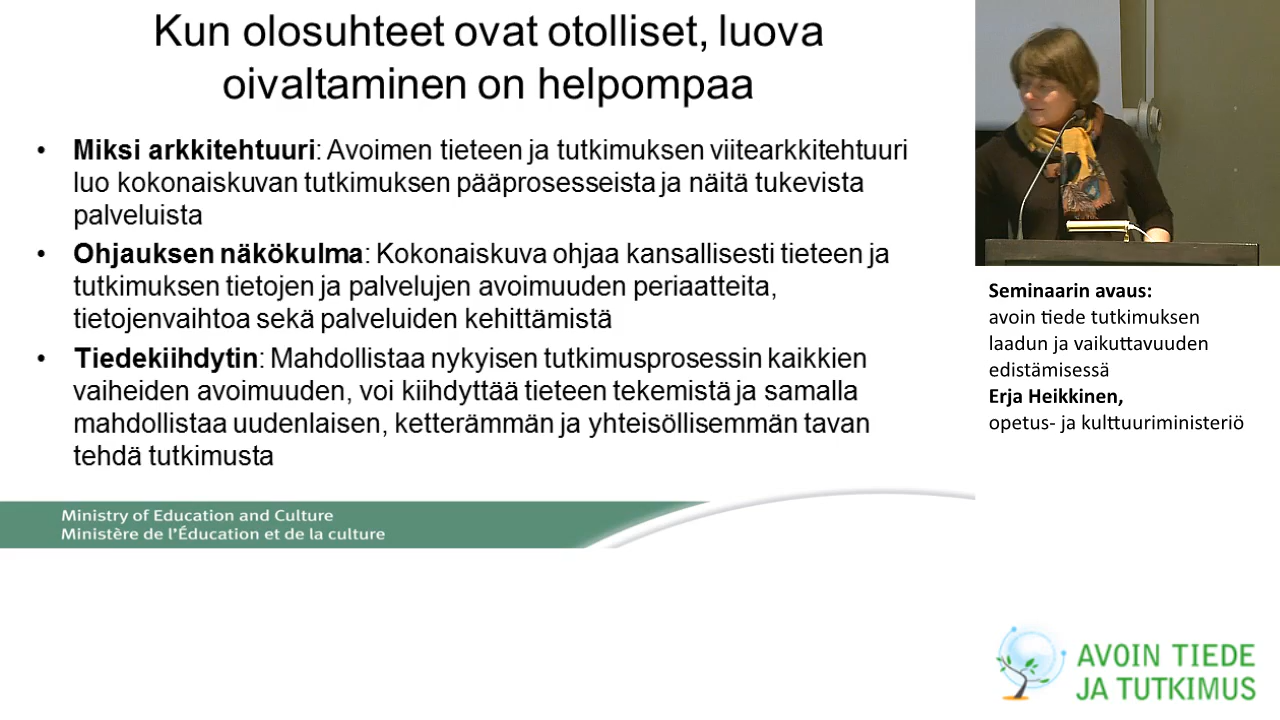 Kun olosuhteet ovat otolliset, luova
oivaltaminen on helpompaa
• Miksi arkkitehtuuri: Avoimen tieteen ja tutkimuksen viitearkkitehtuuri
luo kokonaiskuvan tutkimuksen pääprosesseista ja näitä tukevista
palveluista
• Ohjauksen näkökulma: Kokonaiskuva ohjaa kansallisesti tieteen ja
tutkimuksen tietojen ja palvelujen avoimuuden periaatteita,
tietojenvaihtoa sekä palveluiden kehittämistä
• Tiedekiihdytin: Mahdollistaa nykyisen tutkimusprosessin kaikkien
vaiheiden avoimuuden, voi kiihdyttää tieteen tekemistä ja samalla
mahdollistaa uudenlaisen, ketterämmän ja yhteisöllisemmän tavan
tehdä tutkimusta
Ministry of Education and Culture
Ministère de l'Éducation et de la culture
Seminaarin avaus:
avoin tiede tutkimuksen
laadun ja vaikuttavuuden
edistämisessä
Erja Heikkinen,
opetus- ja kulttuuriministeriö
AVOIN TIEDE
JA TUTKIMUS